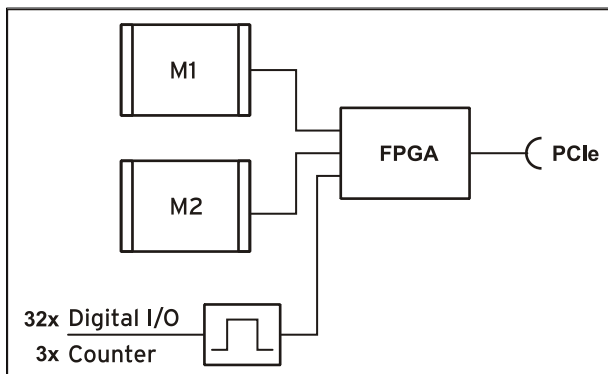 M1
FPGA
PCIe
M2
32x Digital I/O
3x Counter